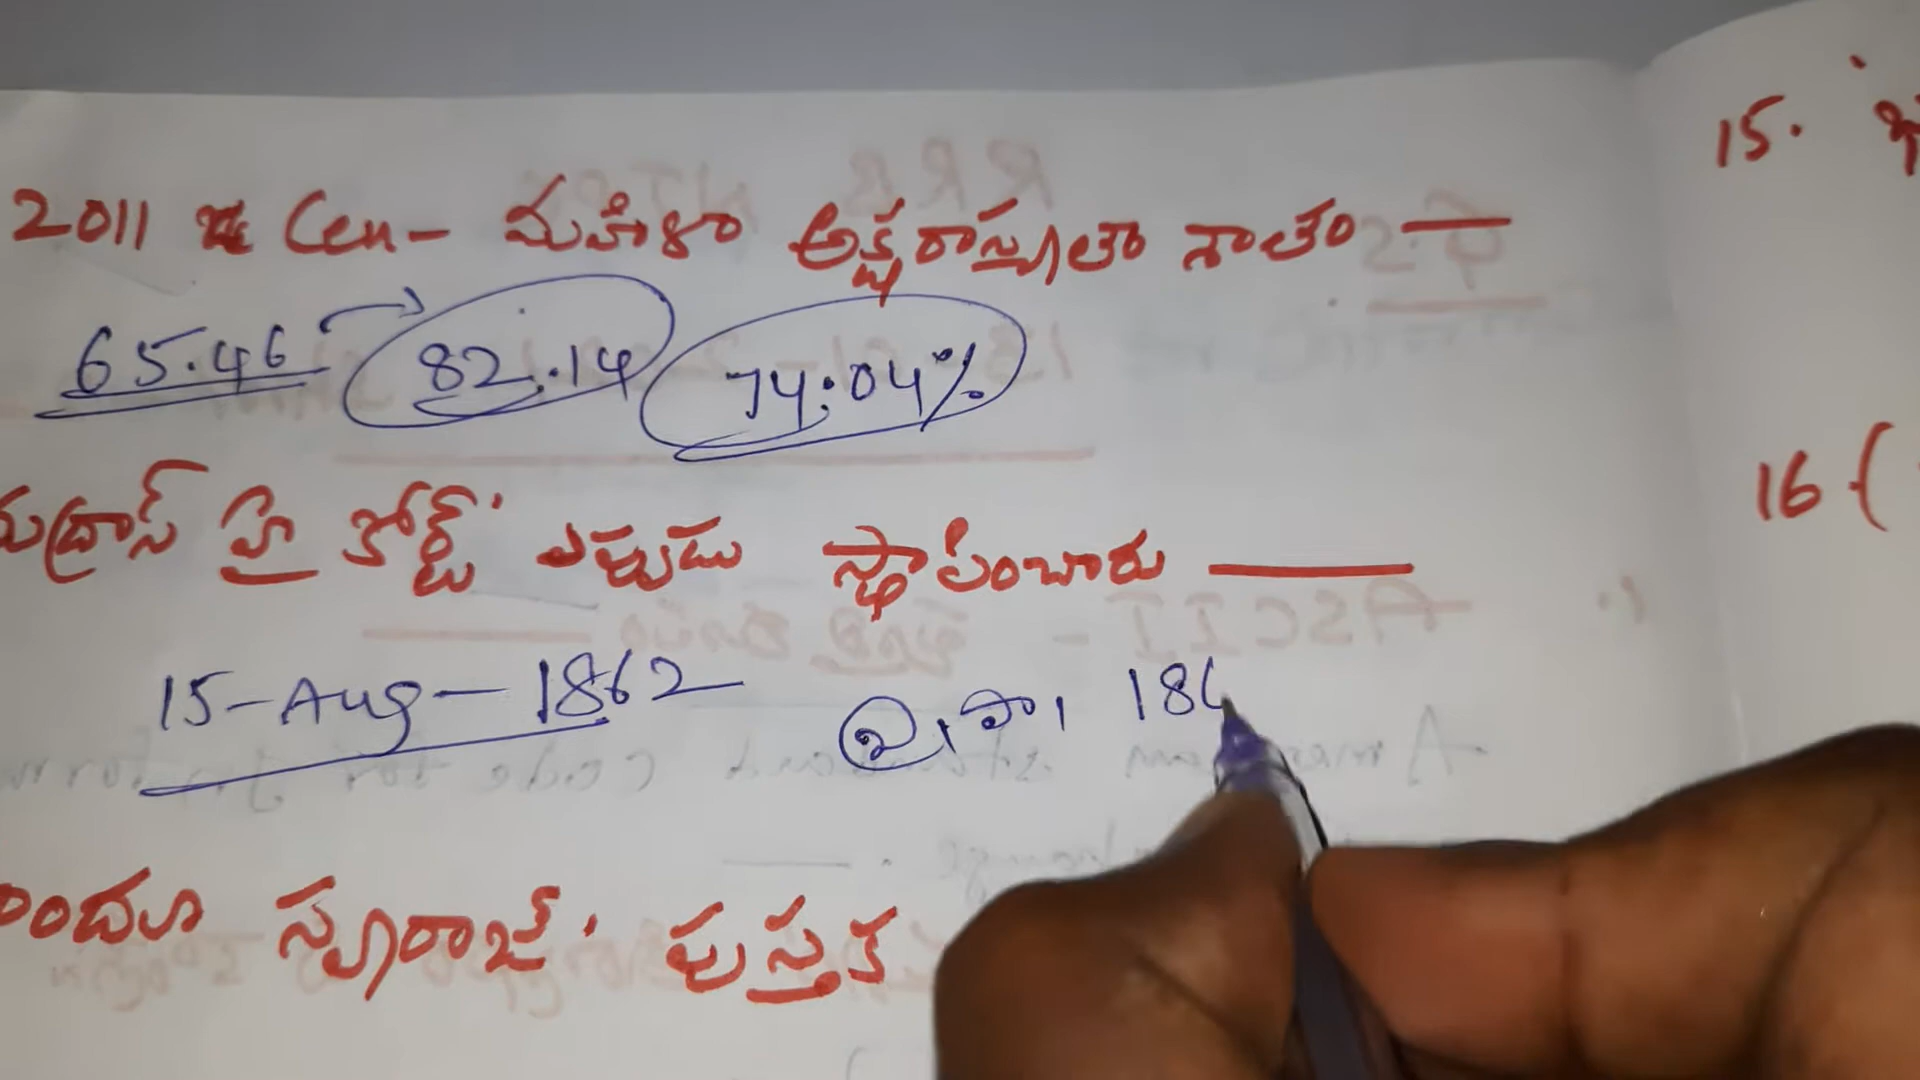 2011 Cen- మహిళా అక్షరాస్యతా శాతం —
65.46 82.14 74.04%
మద్రాస్ హై కోర్ట్' ఎప్పుడు స్థాపించారు —
15-Aug-1862 186
స్వరాజ్' పుస్తక
15.
16 (